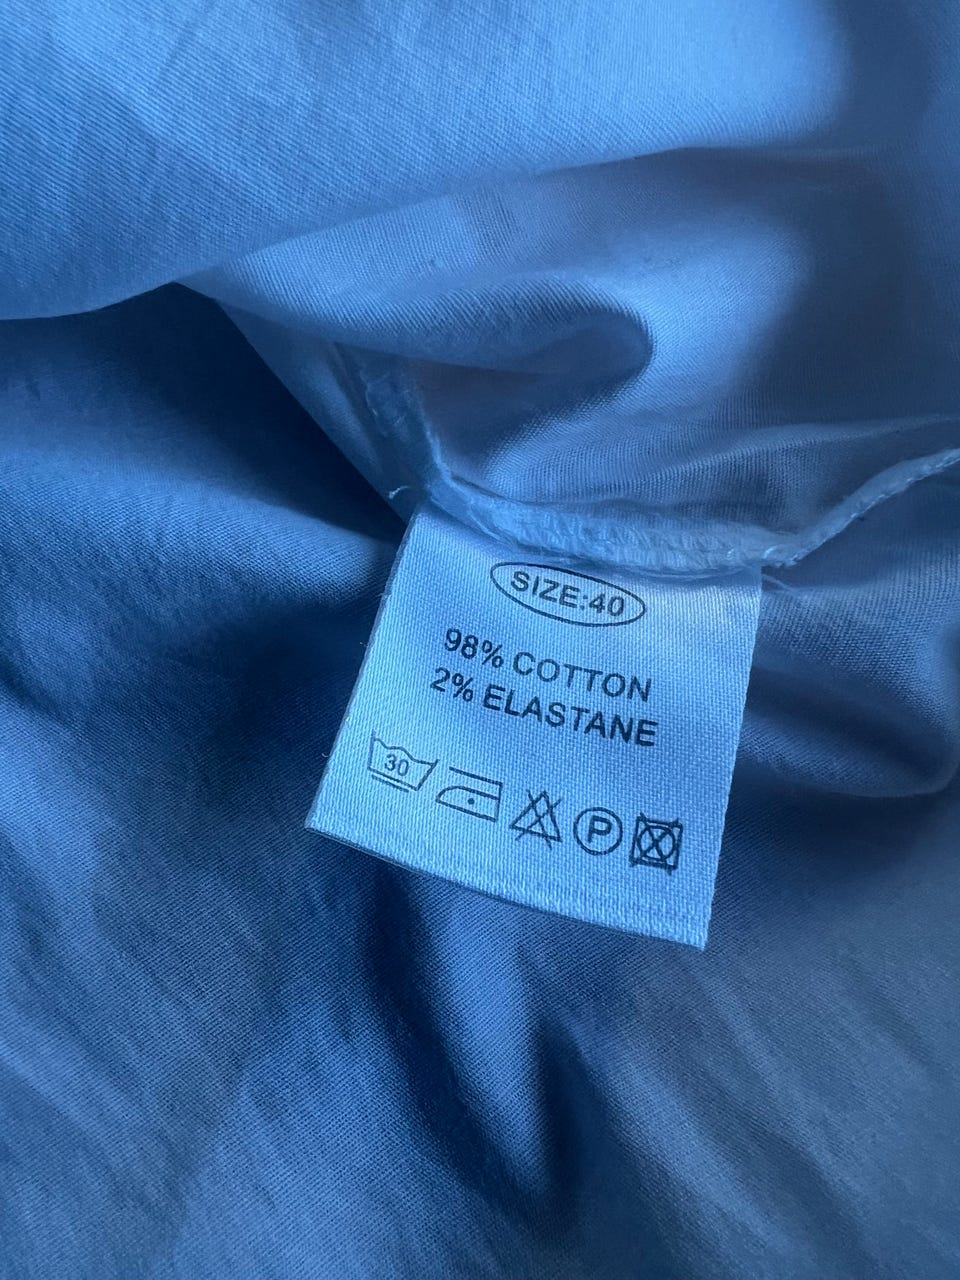 SIZE:40
98% COTTON
2% ELASTANE
30 P